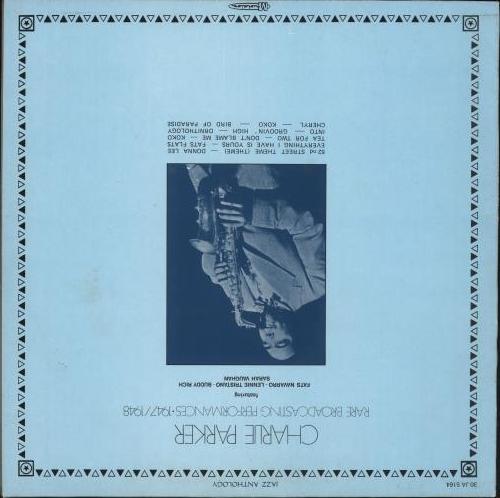 30 JA 5164
JAZZ ANTHOLOGY
CHARLIE PARKER
RARE BROADCASTING PERFORMANCES • 1947/1948
featuring
FATS NAVARRO - LENNIE TRISTANO - BUDDY RICH
SARAH VAUGHAN
52 nd STREET THEME (THEME) — DONNA LEE
EVERYTHING I HAVE IS YOURS — FATS FLATS
TEA FOR TWO — DON'T BLAME ME — KOKO
INTO — GROOVIN' HIGH — ORNITHOLOGY
CHERYL — KOKO — BIRD OF PARADISE